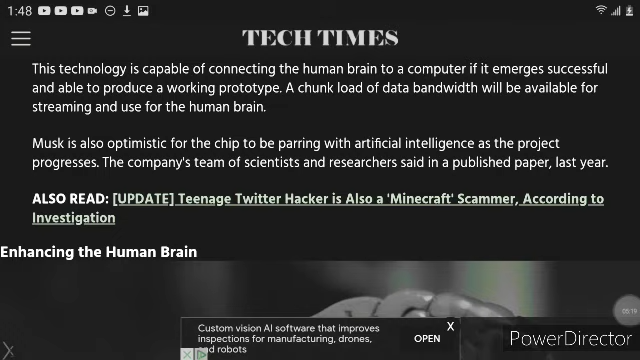 1:48
TECH TIMES
This technology is capable of connecting the human brain to a computer if it emerges successful
and able to produce a working prototype. A chunk load of data bandwidth will be available for
streaming and use for the human brain.
Musk is also optimistic for the chip to be parring with artificial intelligence as the project
progresses. The company's team of scientists and researchers said in a published paper, last year.
ALSO READ: [UPDATE] Teenage Twitter Hacker is Also a 'Minecraft' Scammer, According to
Investigation
Enhancing the Human Brain
Custom vision AI software that improves
inspections for manufacturing, drones,
and robots
OPEN
X
05:19
PowerDirector